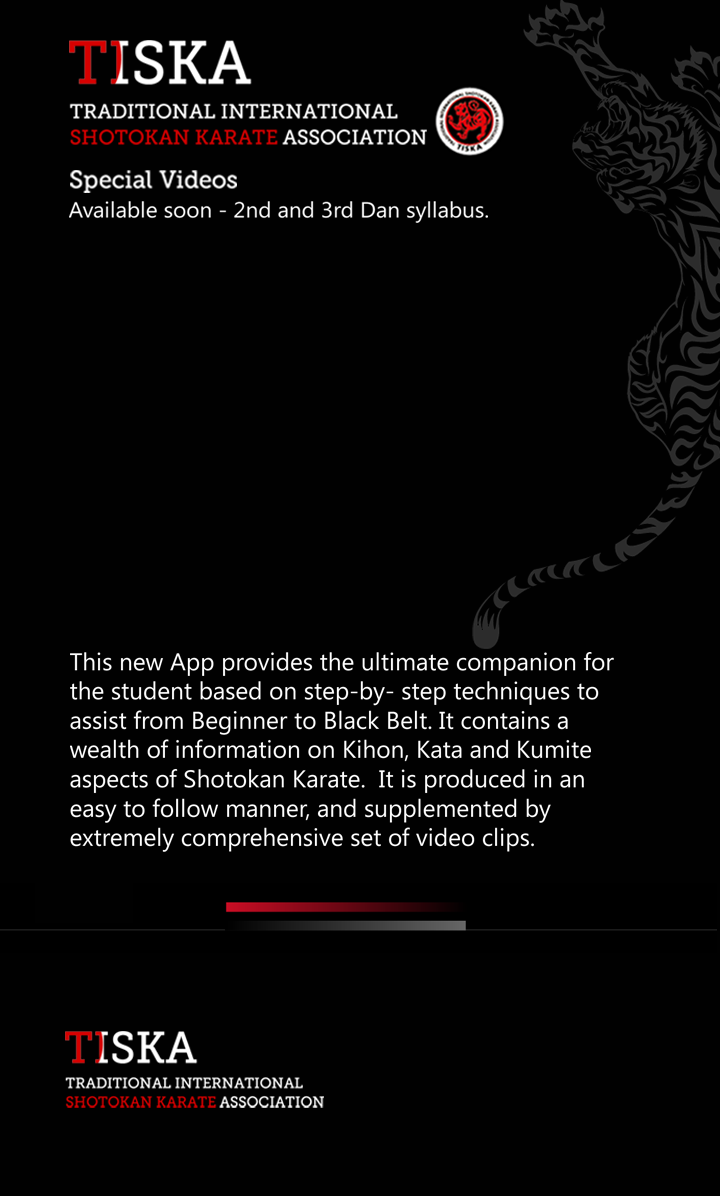 TISKA
TRADITIONAL INTERNATIONAL
SHOTOKAN KARATE ASSOCIATION
TISKA
Special Videos
Available soon - 2nd and 3rd Dan syllabus.
This new App provides the ultimate companion for
the student based on step-by- step techniques to
assist from Beginner to Black Belt. It contains a
wealth of information on Kihon, Kata and Kumite
aspects of Shotokan Karate.  It is produced in an
easy to follow manner, and supplemented by
extremely comprehensive set of video clips.
TISKA
TRADITIONAL INTERNATIONAL
SHOTOKAN KARATE ASSOCIATION